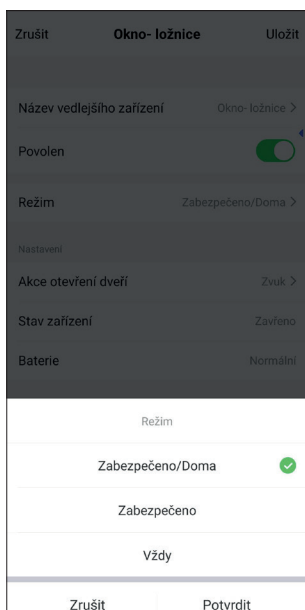 Zrušit Okno- ložnice Uložit
Název vedlejšího zařízení Okno- ložnice >
Povolen
Režim Zabezpečeno/Doma >
Nastavení
Akce otevření dveří Zvuk >
Stav zařízení Zavřeno
Baterie Normální
Režim
Zabezpečeno/Doma
Zabezpečeno
Vždy
Zrušit Potvrdit